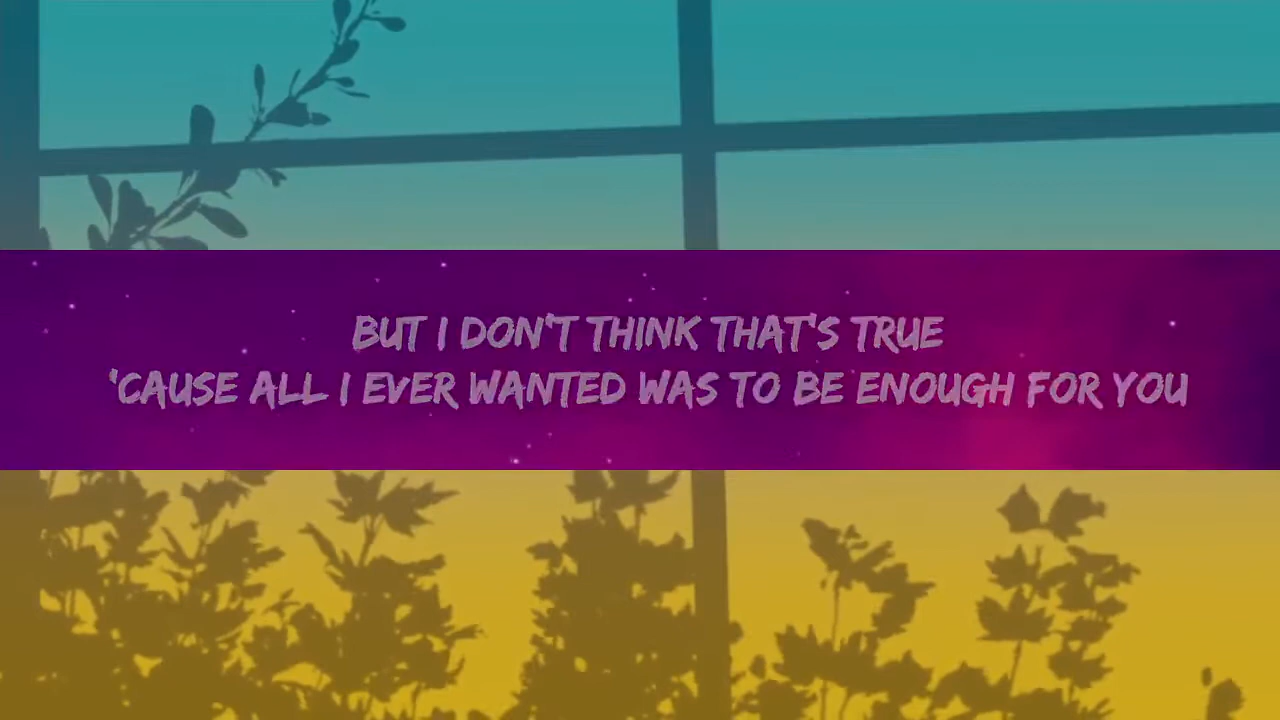 BUT I DON'T THINK THAT'S TRUE
'CAUSE ALL I EVER WANTED WAS TO BE ENOUGH FOR YOU